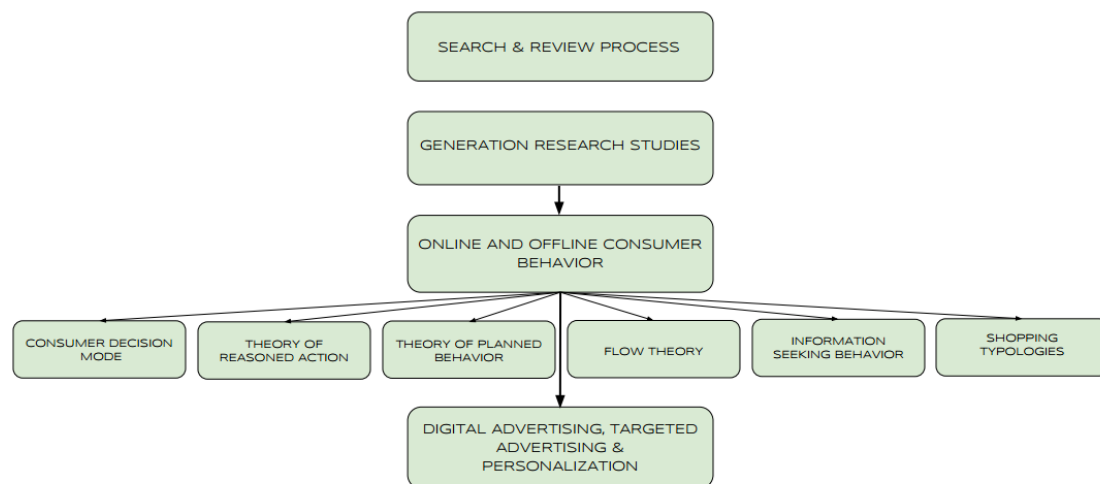 SEARCH & REVIEW PROCESS
GENERATION RESEARCH STUDIES
ONLINE AND OFFLINE CONSUMER
BEHAVIOR
CONSUMER DECISION
MODE
THEORY OF
REASONED ACTION
THEORY OF PLANNED
BEHAVIOR
FLOW THEORY
INFORMATION
SEEKING BEHAVIOR
SHOPPING
TYPOLOGIES
DIGITAL ADVERTISING, TARGETED
ADVERTISING &
PERSONALIZATION